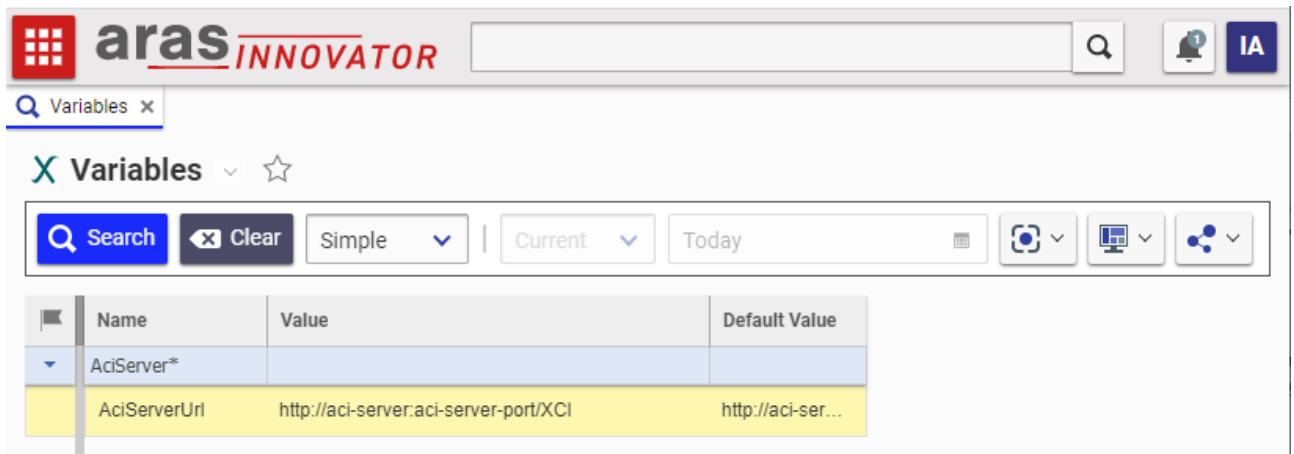 aras INNOVATOR
1
IA
Variables
X Variables
Search Clear Simple Current Today
Name Value Default Value
AciServer*
AciServerUrl http://aci-server:aci-server-port/XCI http://aci-ser...